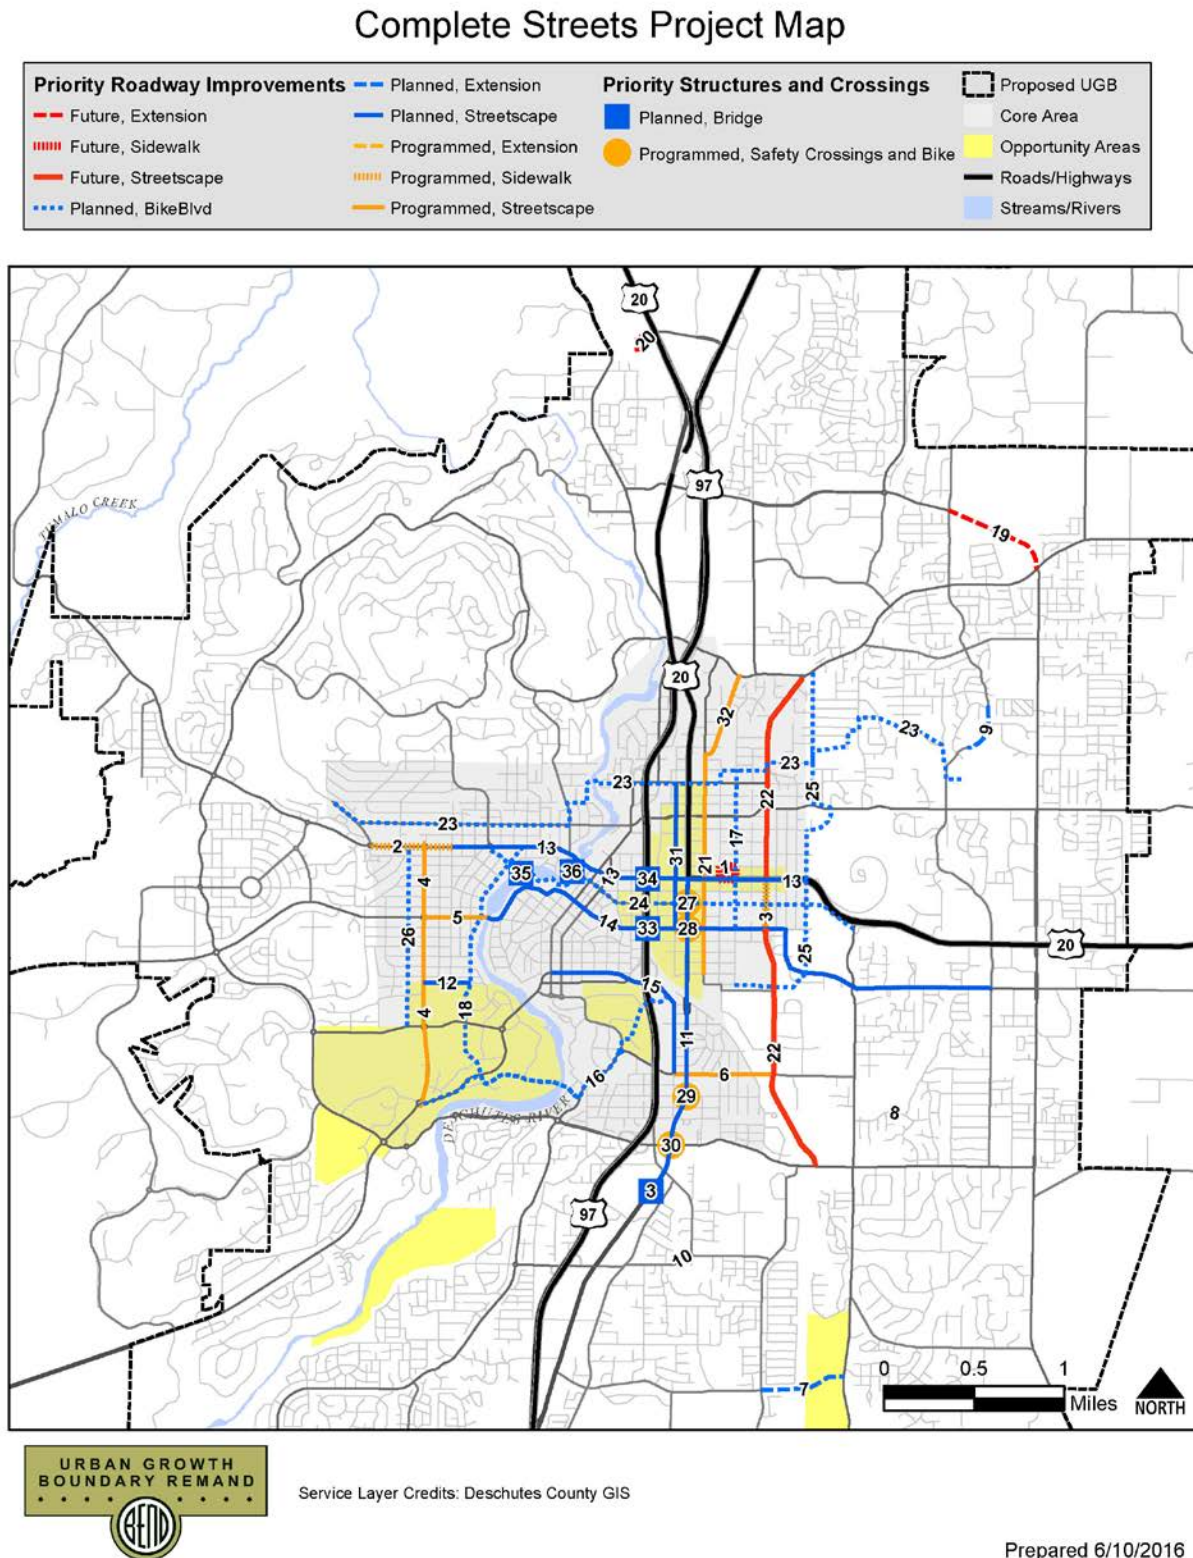 Complete Streets Project Map
Priority Roadway Improvements
Future, Extension
Future, Sidewalk
Future, Streetscape
Planned, BikeBlvd
Planned, Extension
Planned, Streetscape
Programmed, Extension
Programmed, Sidewalk
Programmed, Streetscape
Priority Structures and Crossings
Planned, Bridge
Programmed, Safety Crossings and Bike
Proposed UGB
Core Area
Opportunity Areas
Roads/Highways
Streams/Rivers
20
20
97
TUMALO CREEK
19
20
32
23
9
23
23
22
25
23
17
2
13
31
21
1
35
36
13
34
13
4
24
27
3
5
14
33
28
26
25
20
12
15
18
4
11
22
16
6
29
8
DESCHUTES RIVER
30
3
97
10
7
0 0.5 1
Miles
NORTH
URBAN GROWTH
BOUNDARY REMAND
BEND
Service Layer Credits: Deschutes County GIS
Prepared 6/10/2016